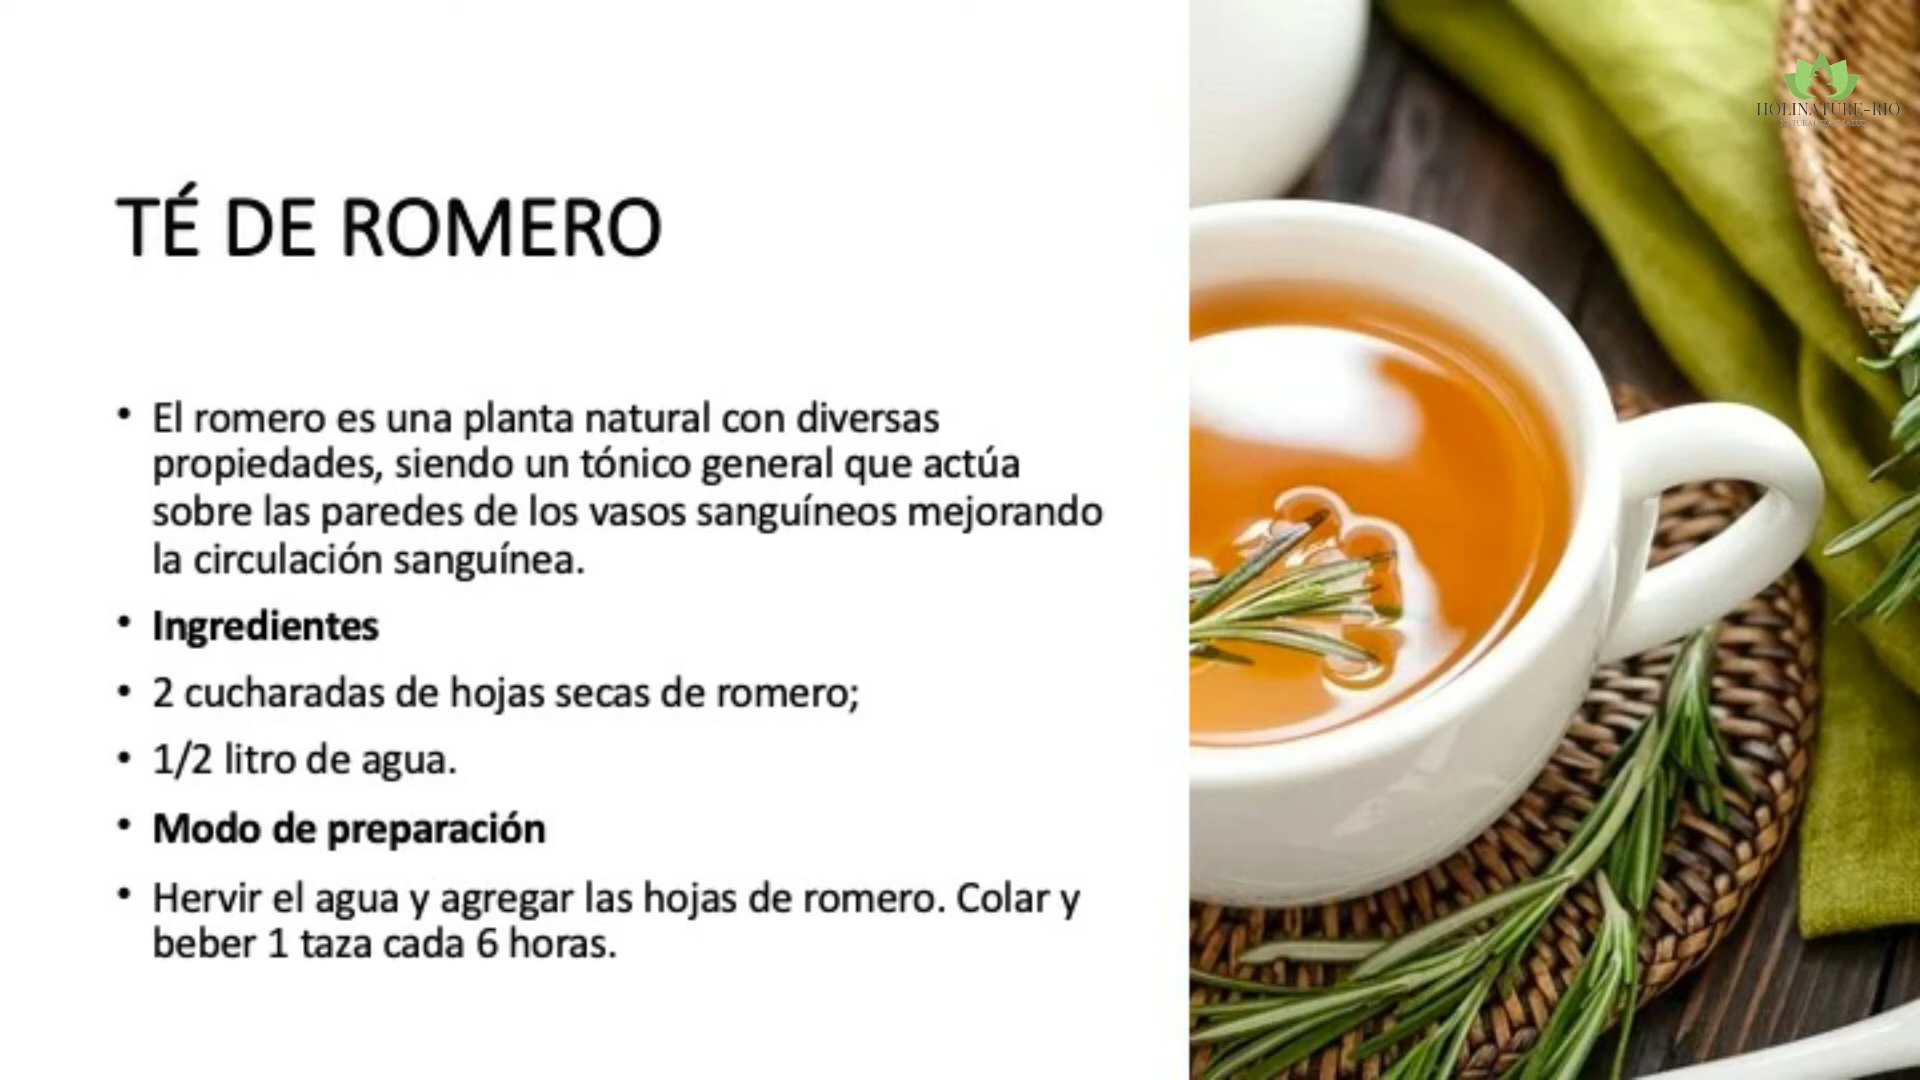 HOLINATURE-RIO
TÉ DE ROMERO
• El romero es una planta natural con diversas
propiedades, siendo un tónico general que actúa
sobre las paredes de los vasos sanguíneos mejorando
la circulación sanguínea.
• Ingredientes
• 2 cucharadas de hojas secas de romero;
• 1/2 litro de agua.
• Modo de preparación
• Hervir el agua y agregar las hojas de romero. Colar y
beber 1 taza cada 6 horas.